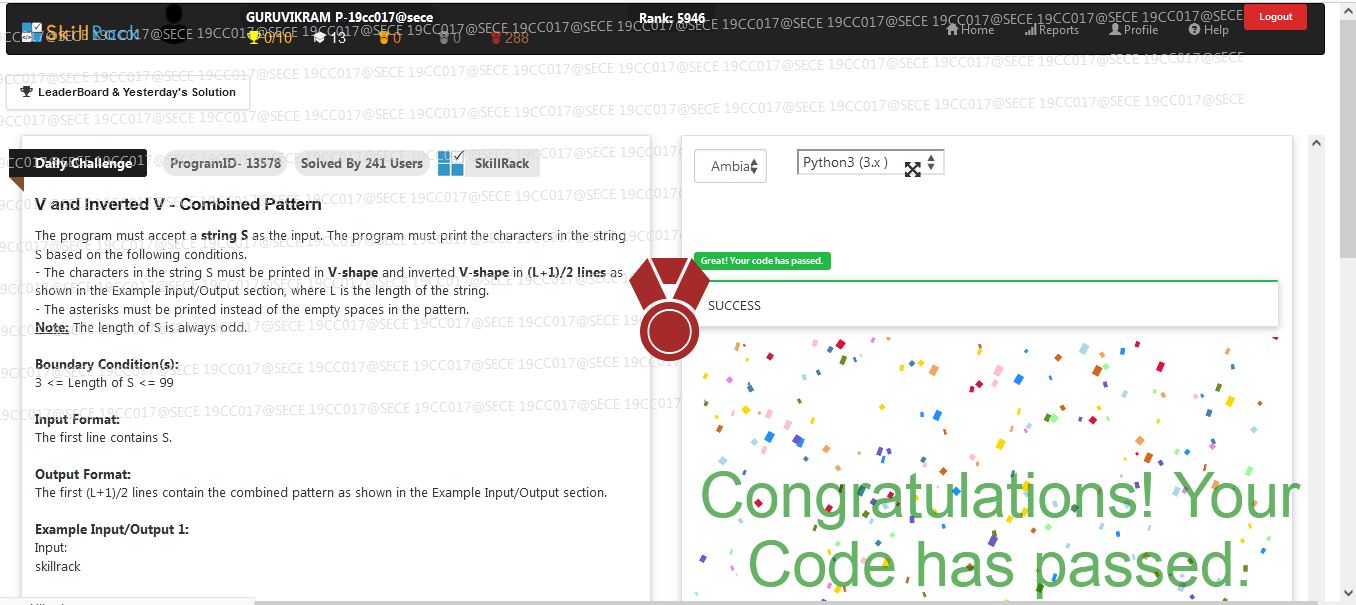 SkillRack
GURUVIKRAM P-19cc017@sece
Rank: 5946
Logout
0/10 13 0 0 288
Home Reports Profile Help
LeaderBoard & Yesterday's Solution
Daily Challenge ProgramID- 13578 Solved By 241 Users SkillRack
V and Inverted V - Combined Pattern
The program must accept a string S as the input. The program must print the characters in the string
S based on the following conditions.
- The characters in the string S must be printed in V-shape and inverted V-shape in (L+1)/2 lines as
shown in the Example Input/Output section, where L is the length of the string.
- The asterisks must be printed instead of the empty spaces in the pattern.
Note: The length of S is always odd.
Boundary Condition(s):
3 <= Length of S <= 99
Input Format:
The first line contains S.
Output Format:
The first (L+1)/2 lines contain the combined pattern as shown in the Example Input/Output section.
Example Input/Output 1:
Input:
skillrack
Ambia
Python3 (3.x )
Great! Your code has passed.
SUCCESS
Congratulations! Your
Code has passed.
19CC017@SECE 19CC017@SECE 19CC017@SECE 19CC017@SECE